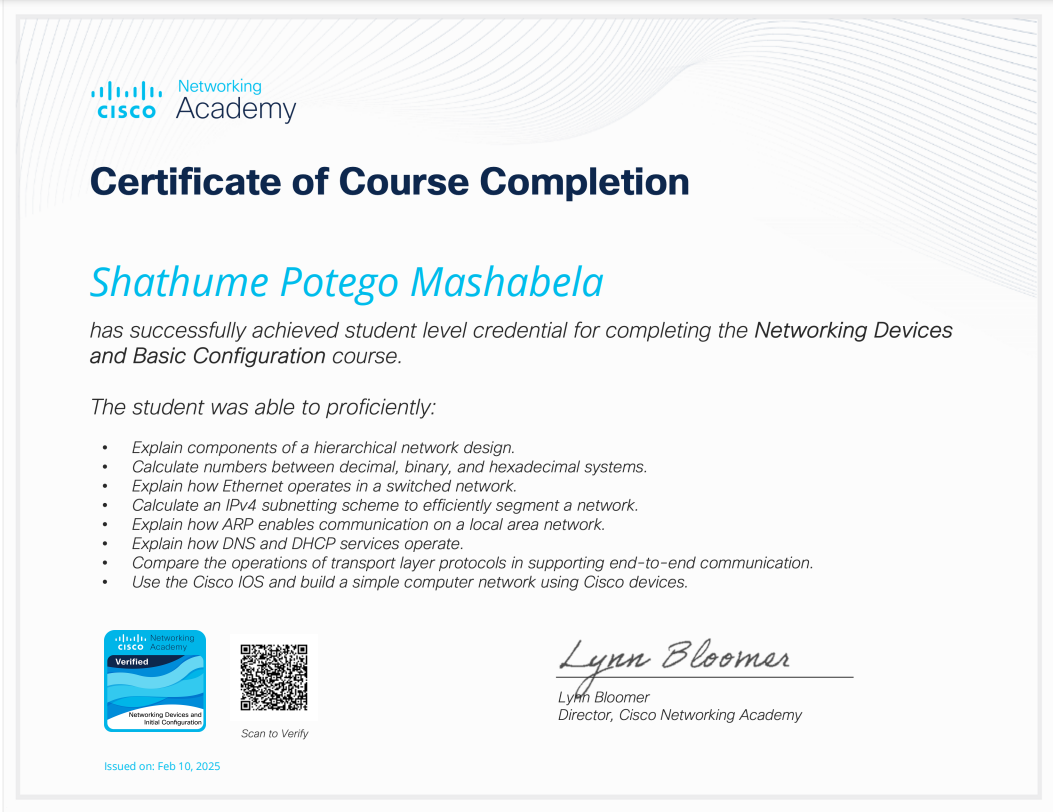 Networking
CISCO Academy
Certificate of Course Completion
Shathume Potego Mashabela
has successfully achieved student level credential for completing the Networking Devices
and Basic Configuration course.
The student was able to proficiently:
• Explain components of a hierarchical network design.
• Calculate numbers between decimal, binary, and hexadecimal systems.
• Explain how Ethernet operates in a switched network.
• Calculate an IPv4 subnetting scheme to efficiently segment a network.
• Explain how ARP enables communication on a local area network.
• Explain how DNS and DHCP services operate.
• Compare the operations of transport layer protocols in supporting end-to-end communication.
• Use the Cisco IOS and build a simple computer network using Cisco devices.
Networking
CISCO Academy
Verified
Networking Devices and
Initial Configuration
Scan to Verify
Lynn Bloomer
Lynn Bloomer
Director, Cisco Networking Academy
Issued on: Feb 10, 2025